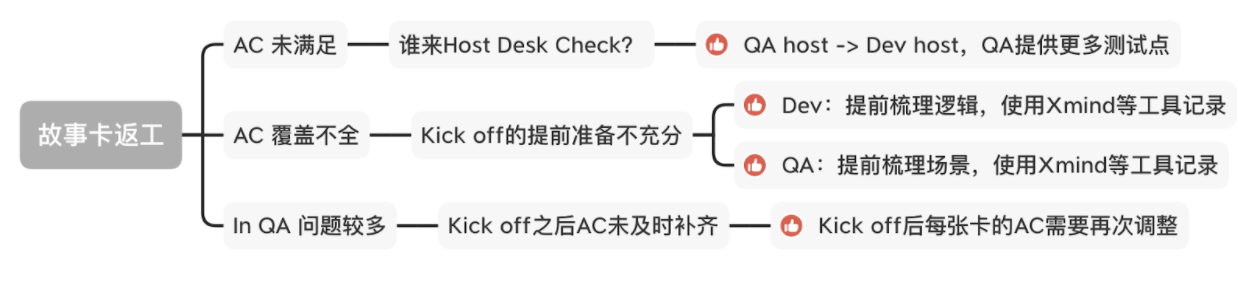 故事卡返工
AC 未满足
谁来Host Desk Check?
QA host -> Dev host，QA提供更多测试点
AC 覆盖不全
Kick off的提前准备不充分
Dev：提前梳理逻辑，使用Xmind等工具记录
QA：提前梳理场景，使用Xmind等工具记录
In QA 问题较多
Kick off之后AC未及时补齐
Kick off后每张卡的AC需要再次调整